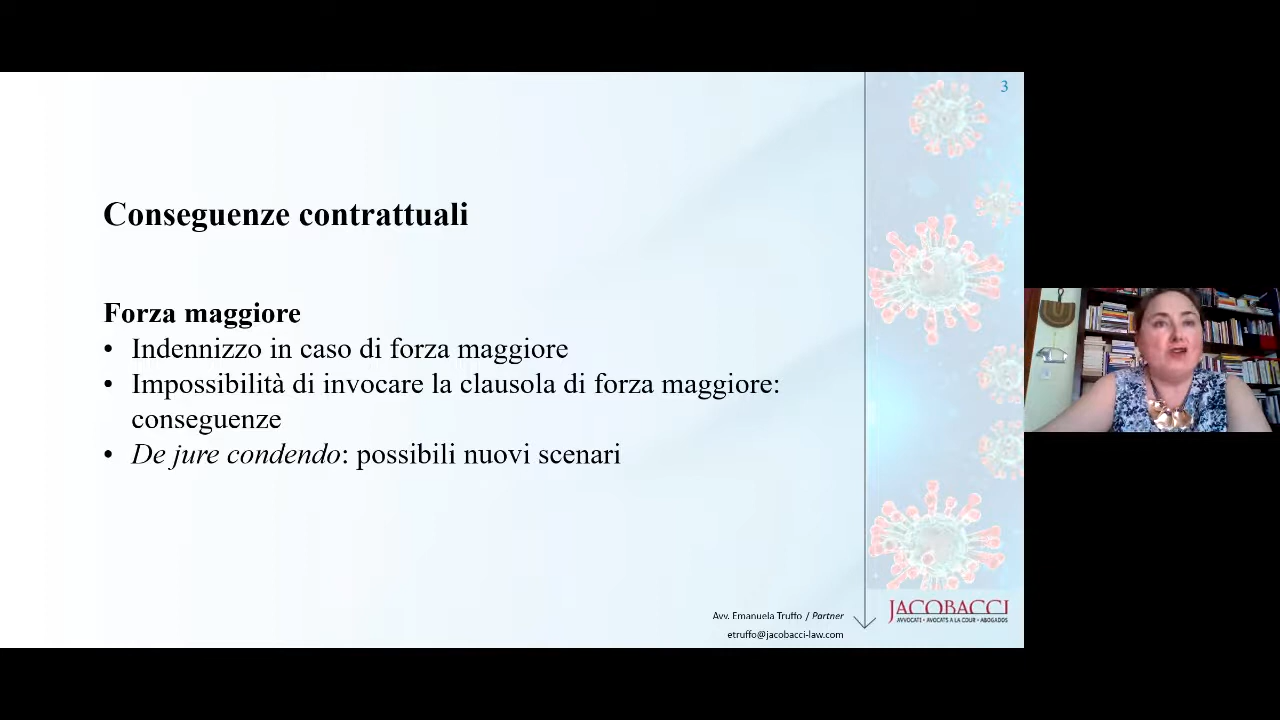 3
Conseguenze contrattuali
Forza maggiore
• Indennizzo in caso di forza maggiore
• Impossibilità di invocare la clausola di forza maggiore:
conseguenze
• De jure condendo: possibili nuovi scenari
Avv. Emanuela Truffo / Partner
etruffo@jacobacci-law.com
JACOBACCI
AVVOCATI • AVOCATS A LA COUR • ABOGADOS